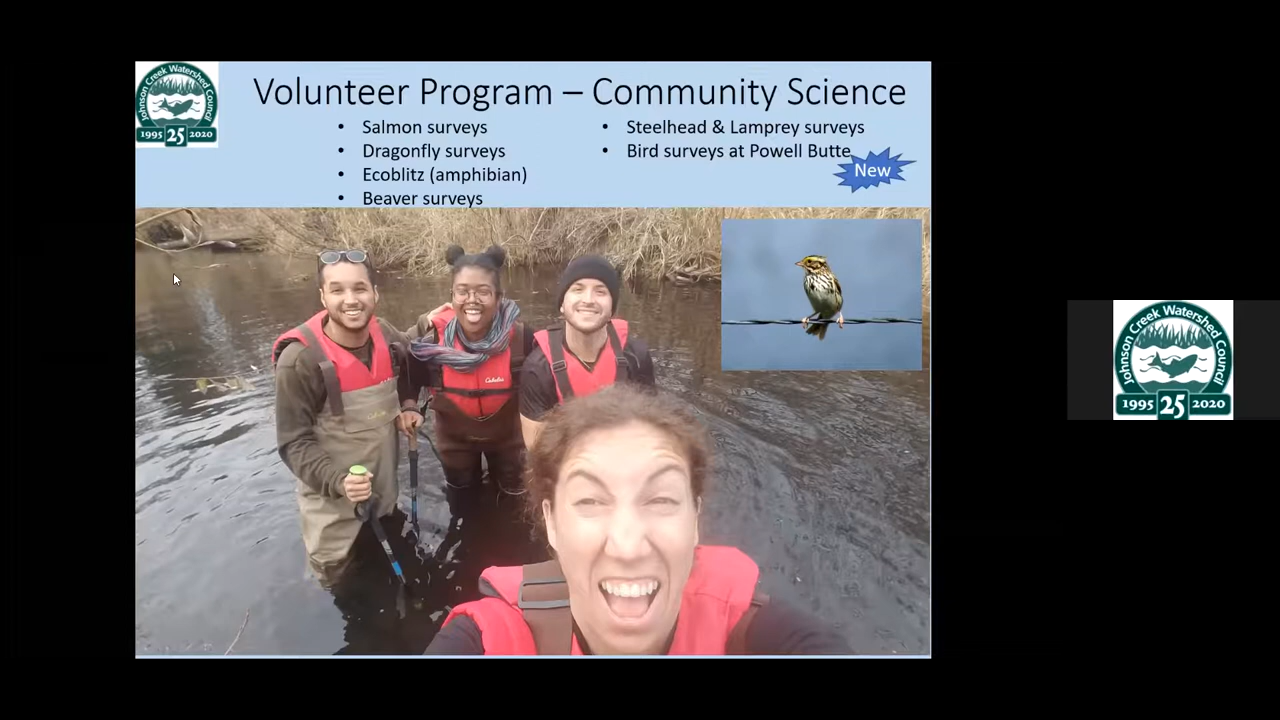 Johnson Creek Watershed Council
1995 25 2020
Volunteer Program – Community Science
• Salmon surveys
• Dragonfly surveys
• Ecoblitz (amphibian)
• Beaver surveys
• Steelhead & Lamprey surveys
• Bird surveys at Powell Butte
New
Cabela's
Johnson Creek Watershed Council
1995 25 2020